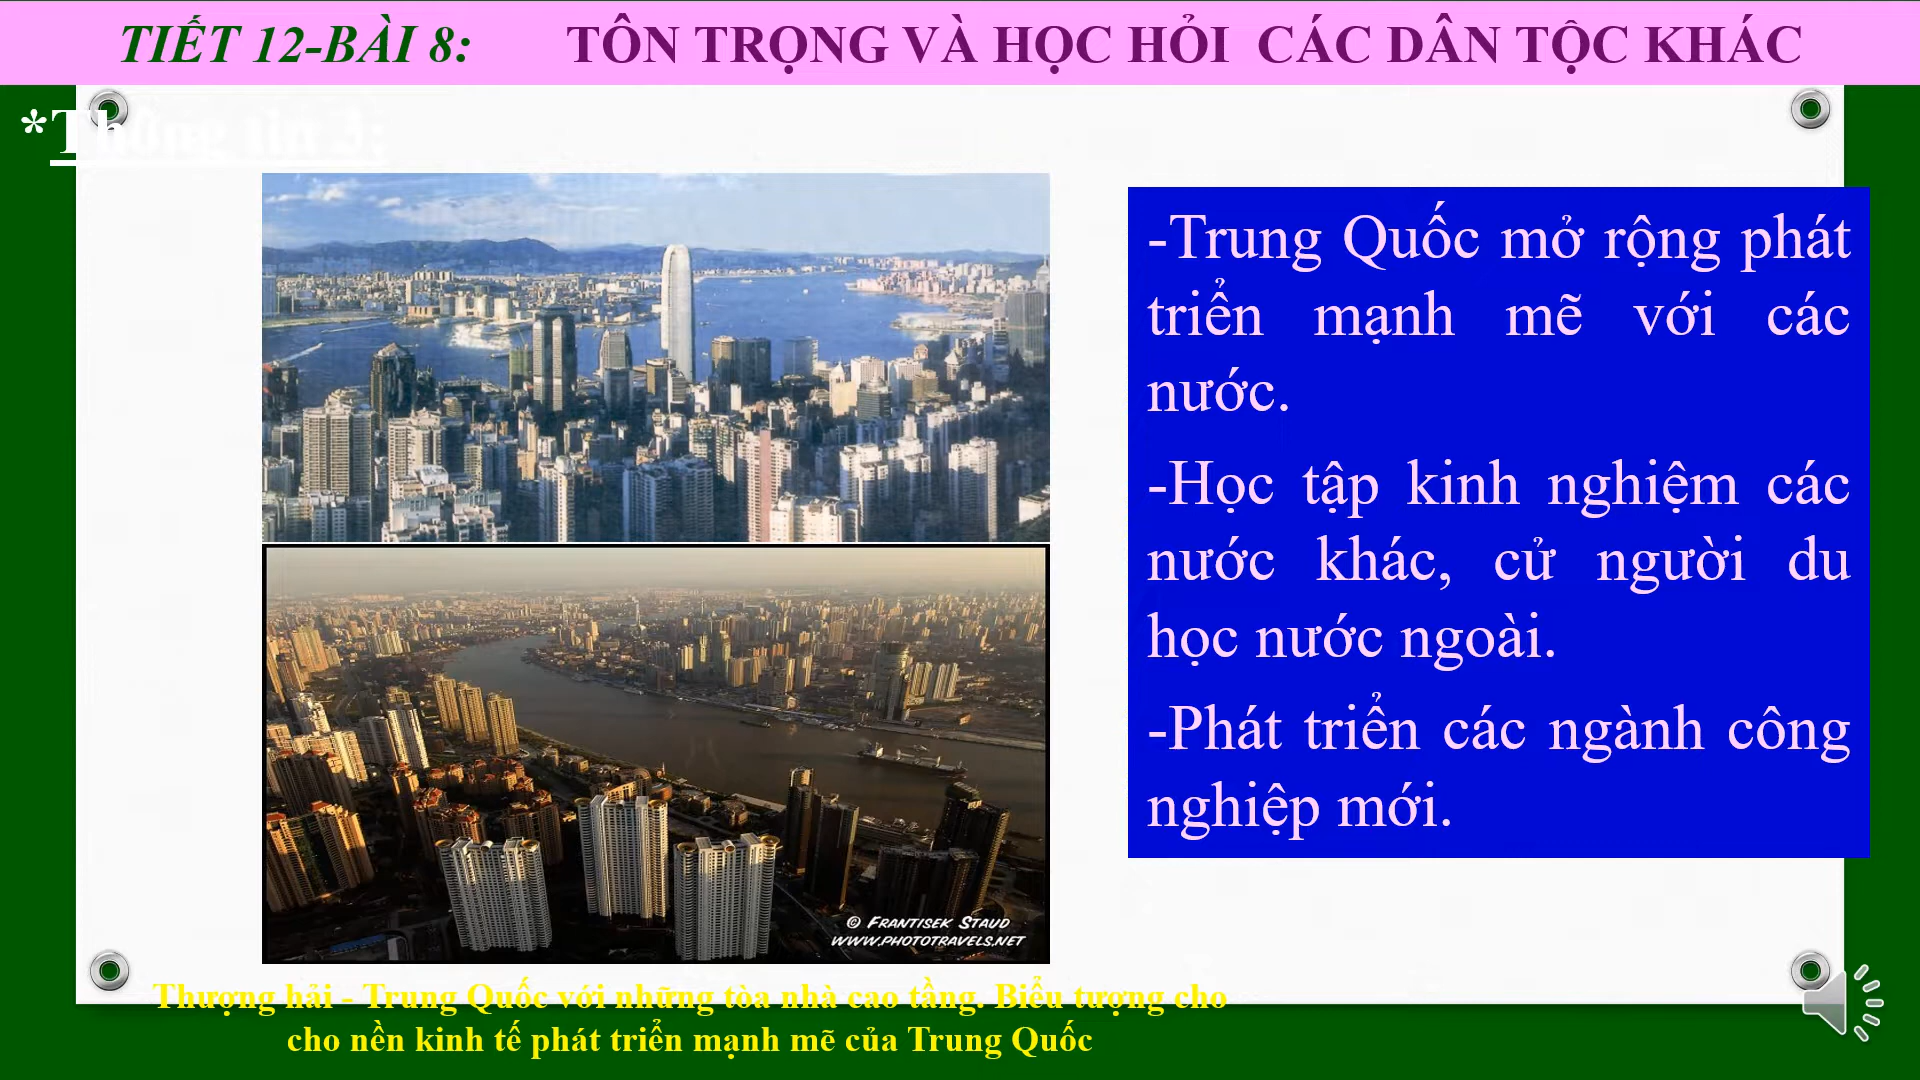 TIẾT 12-BÀI 8: TÔN TRỌNG VÀ HỌC HỎI CÁC DÂN TỘC KHÁC
*Thông tin 3:
-Trung Quốc mở rộng phát
triển mạnh mẽ với các
nước.
-Học tập kinh nghiệm các
nước khác, cử người du
học nước ngoài.
-Phát triển các ngành công
nghiệp mới.
© FRANTISEK STAUD
WWW.PHOTOTRAVELS.NET
Thượng hải - Trung Quốc với những tòa nhà cao tầng. Biểu tượng cho
cho nền kinh tế phát triển mạnh mẽ của Trung Quốc